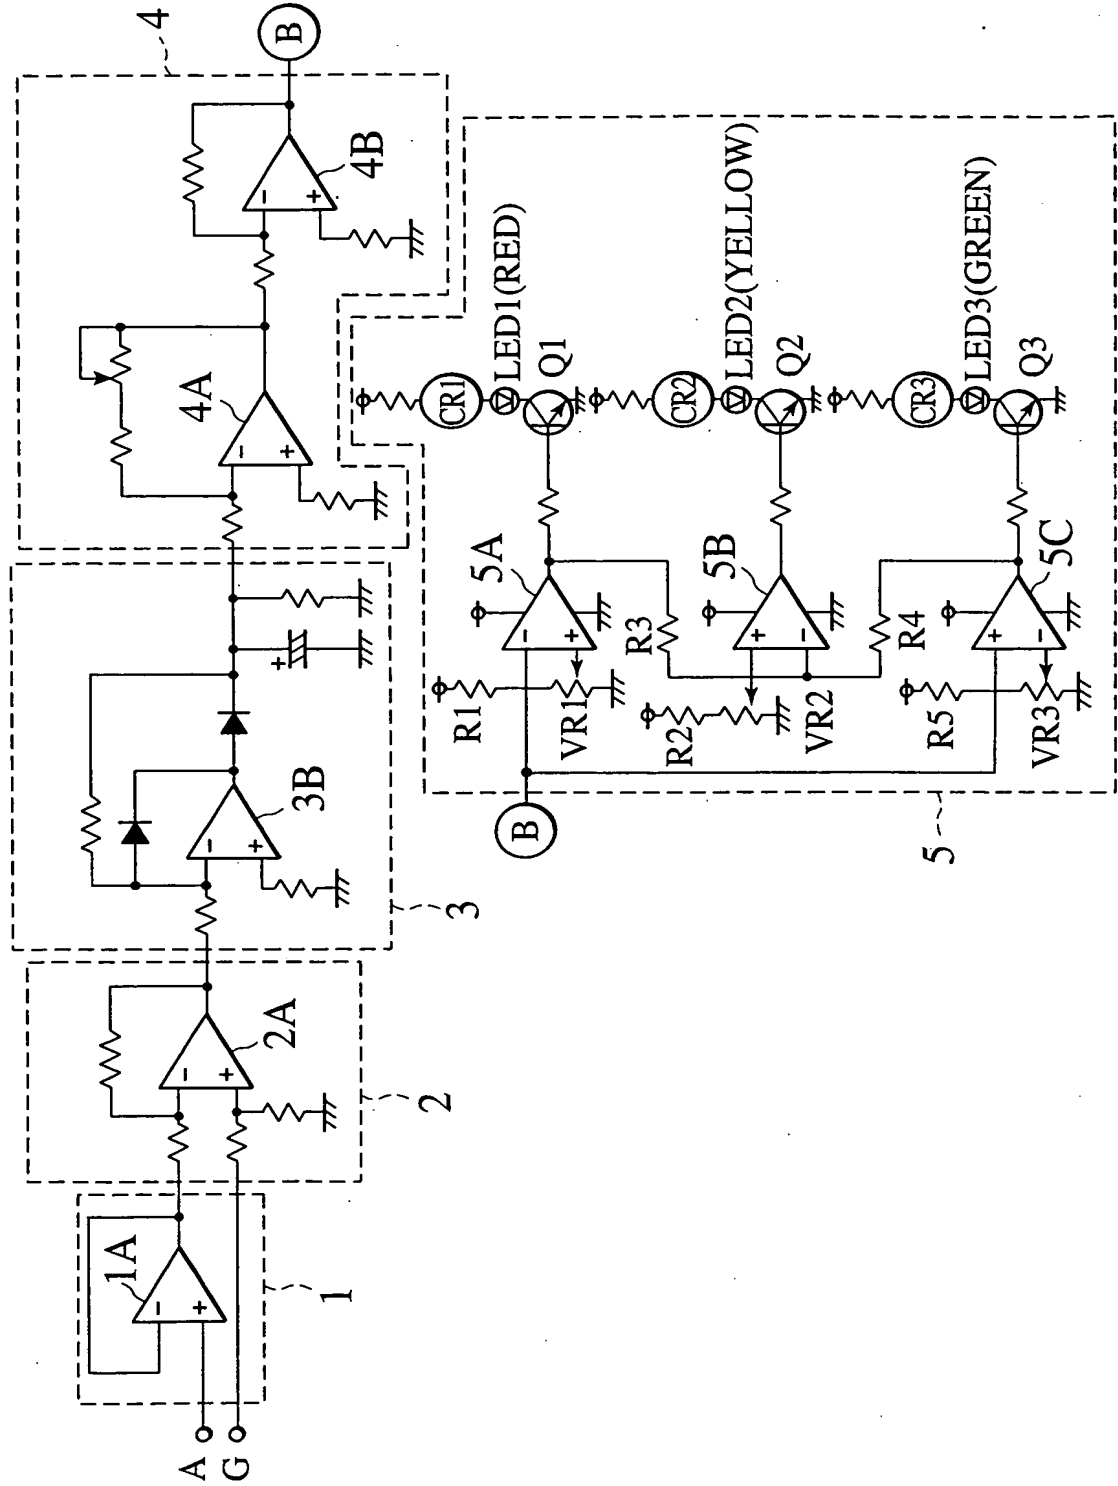 A
G
1A
−
+
1
2A
−
+
2
3B
−
+
+
3
4A
−
+
4B
−
+
4
B
B
5
R1
VR1
5A
−
+
R3
CR1
LED1(RED)
Q1
R2
VR2
5B
+
−
CR2
LED2(YELLOW)
Q2
R4
R5
VR3
5C
+
−
CR3
LED3(GREEN)
Q3